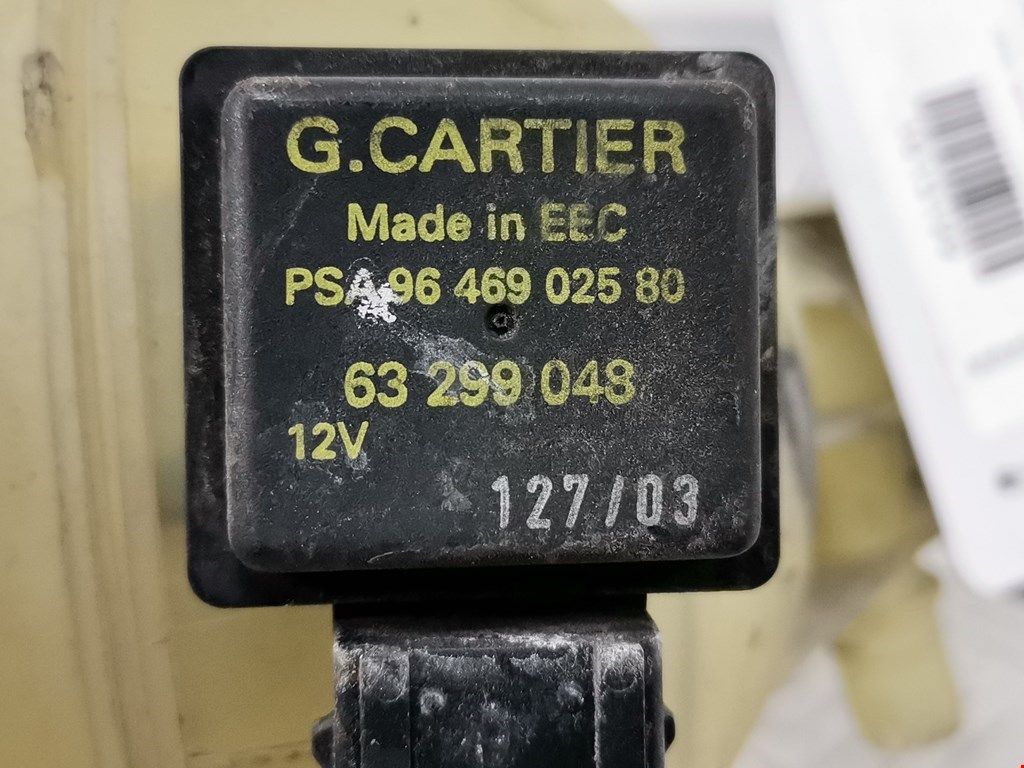 G.CARTIER
Made in EEC
PSA 96 469 025 80
63 299 048
12V
127/03